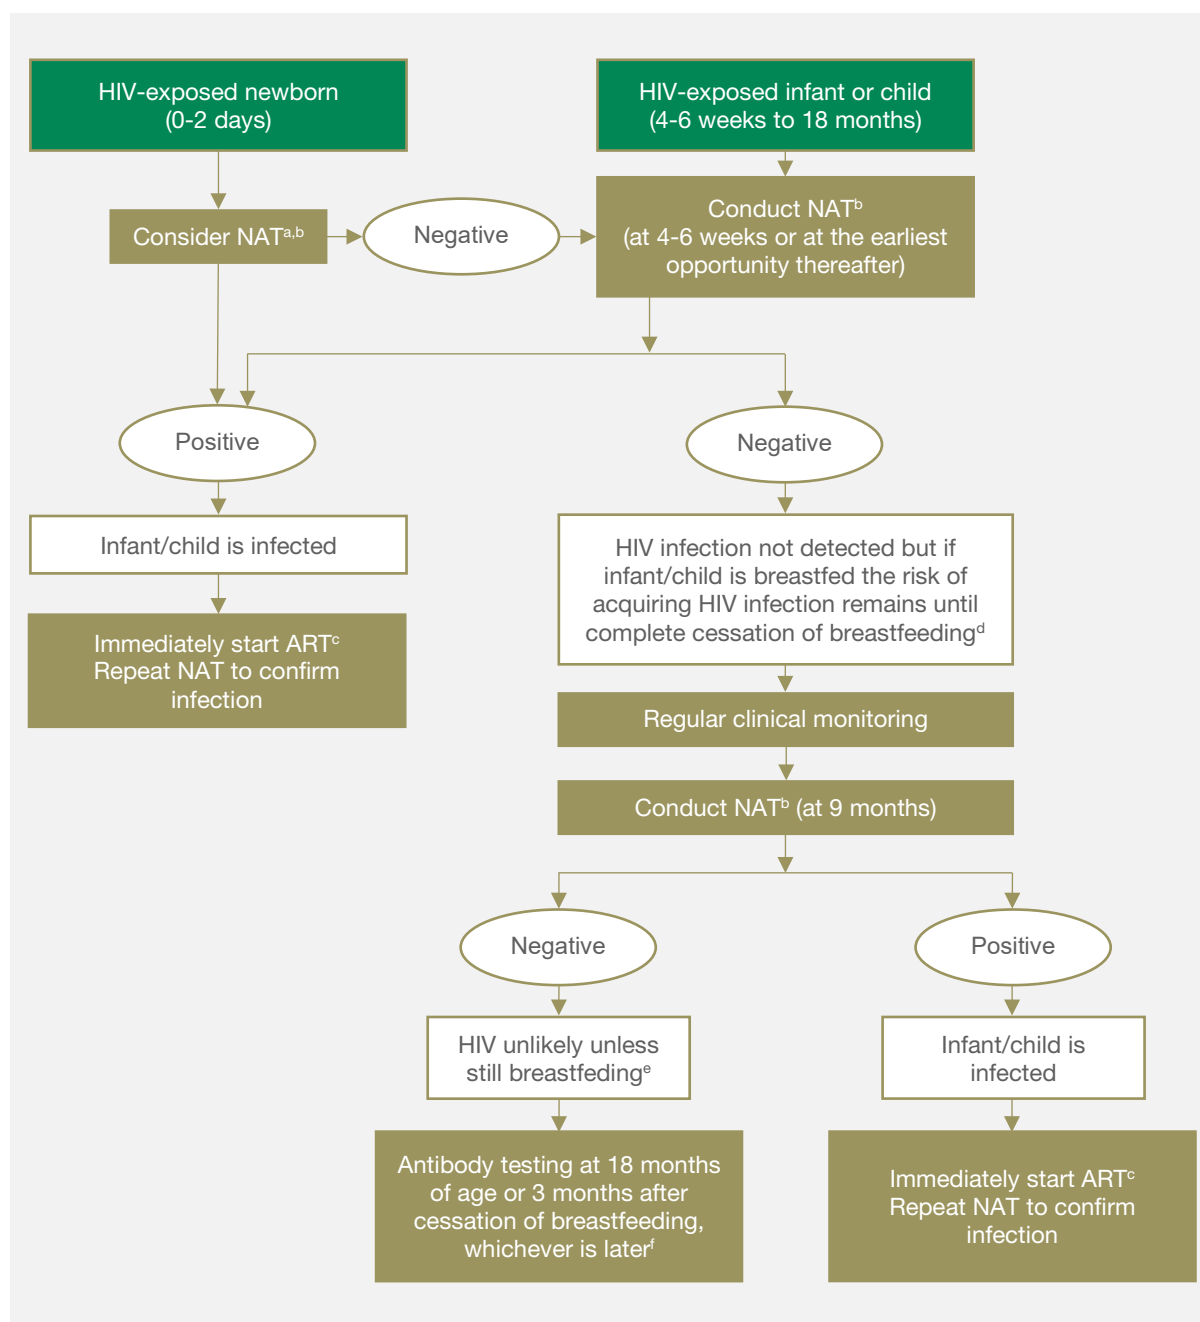 HIV-exposed newborn
(0-2 days)
HIV-exposed infant or child
(4-6 weeks to 18 months)
Consider NATᵃ,ᵇ
Negative
Conduct NATᵇ
(at 4-6 weeks or at the earliest
opportunity thereafter)
Positive
Negative
Infant/child is infected
HIV infection not detected but if
infant/child is breastfed the risk of
acquiring HIV infection remains until
complete cessation of breastfeedingᵈ
Immediately start ARTᶜ
Repeat NAT to confirm
infection
Regular clinical monitoring
Conduct NATᵇ (at 9 months)
Negative
Positive
HIV unlikely unless
still breastfedingᵉ
Infant/child is
infected
Antibody testing at 18 months
of age or 3 months after
cessation of breastfeeding,
whichever is laterᶠ
Immediately start ARTᶜ
Repeat NAT to confirm
infection